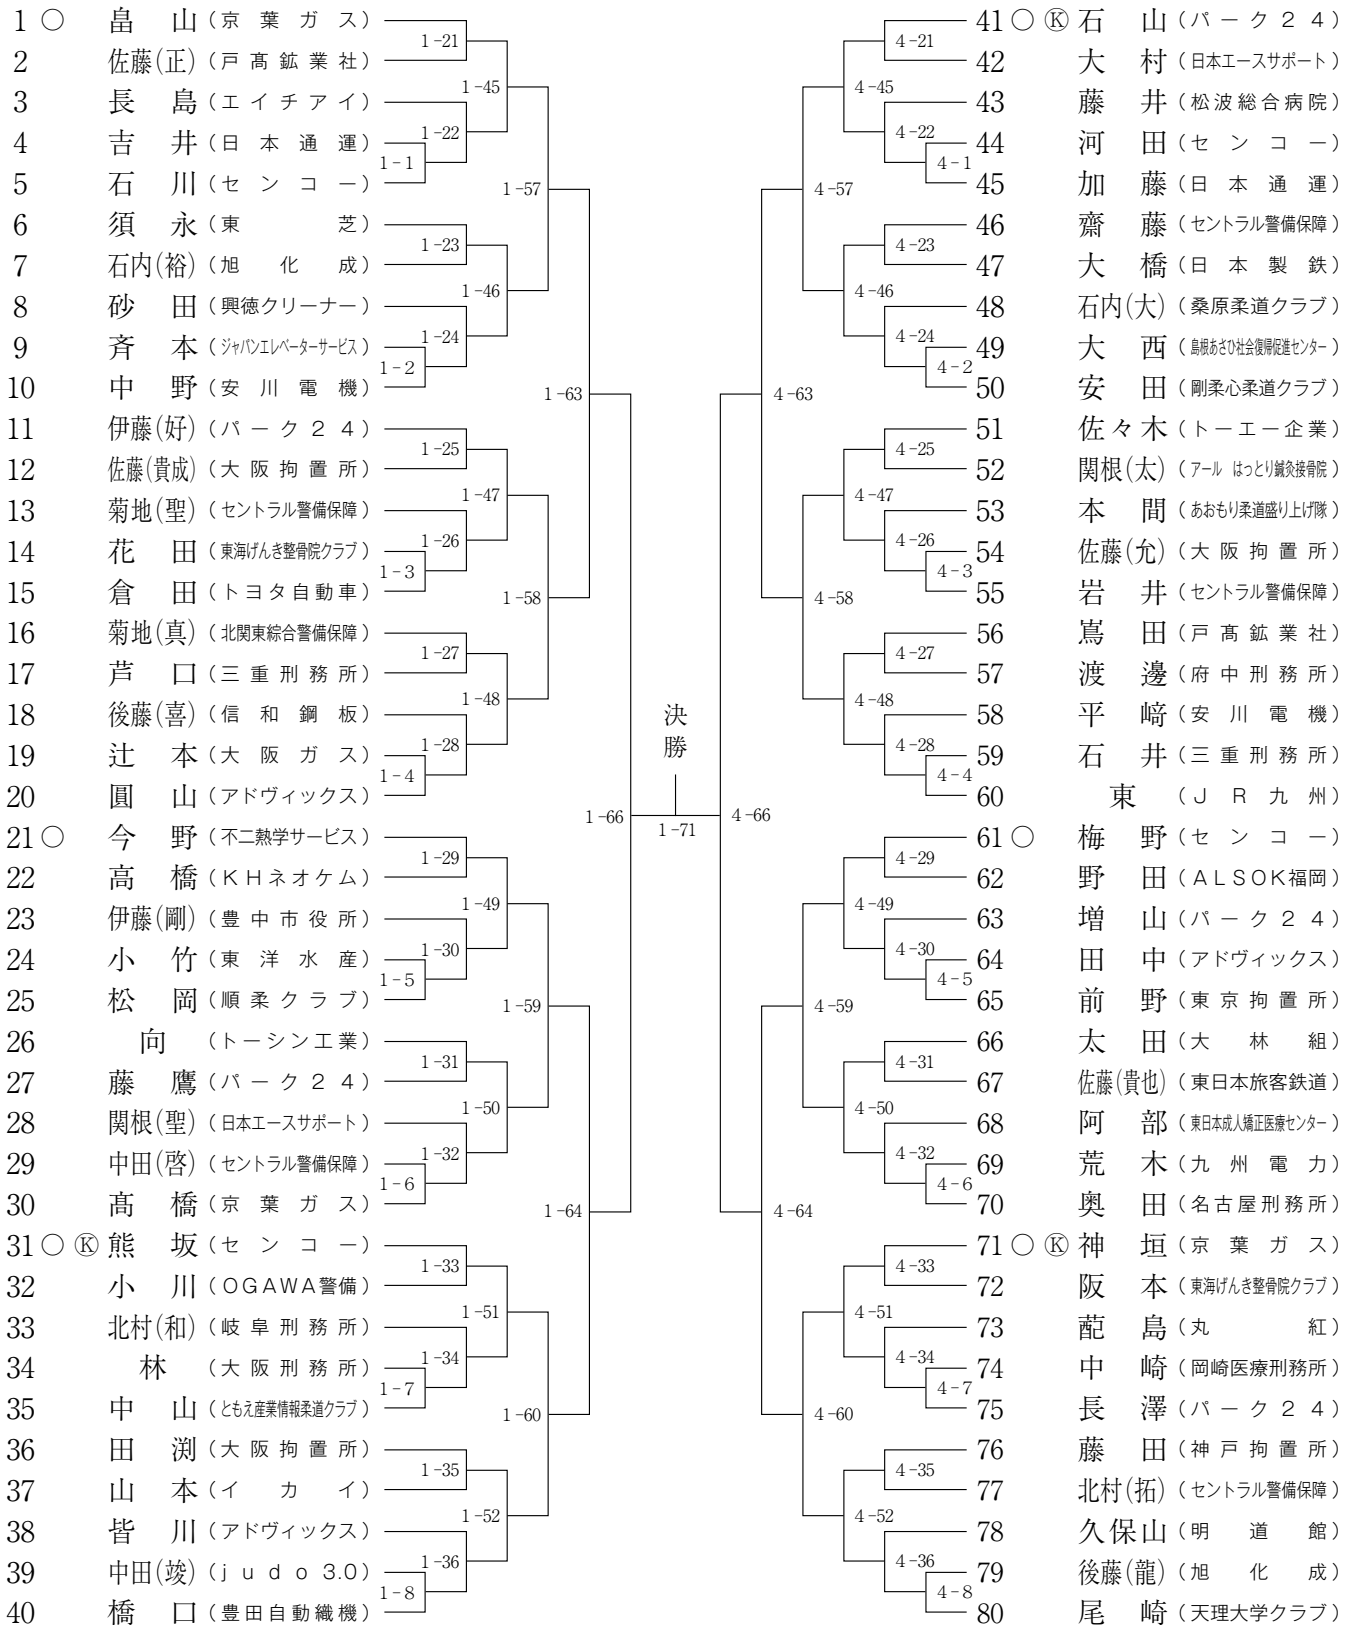 1 ○ 畠山 (京葉ガス)
2 佐藤(正) (戸髙鉱業社)
3 長島 (エイチアイ)
4 吉井 (日本通運)
5 石川 (センコー)
6 須永 (東芝)
7 石内(裕) (旭化成)
8 砂田 (興徳クリーナー)
9 斉本 (ジャパンエレベーターサービス)
10 中野 (安川電機)
11 伊藤(好) (パーク24)
12 佐藤(貴成) (大阪拘置所)
13 菊地(聖) (セントラル警備保障)
14 花田 (東海げんき整骨院クラブ)
15 倉田 (トヨタ自動車)
16 菊地(真) (北関東綜合警備保障)
17 芦口 (三重刑務所)
18 後藤(喜) (信和鋼板)
19 辻本 (大阪ガス)
20 圓山 (アドヴィックス)
21 ○ 今野 (不二熱学サービス)
22 高橋 (KHネオケム)
23 伊藤(剛) (豊中市役所)
24 小竹 (東洋水産)
25 松岡 (順柔クラブ)
26 向 (トーシン工業)
27 藤鷹 (パーク24)
28 関根(聖) (日本エースサポート)
29 中田(啓) (セントラル警備保障)
30 髙橋 (京葉ガス)
31 ○ Ⓚ 熊坂 (センコー)
32 小川 (OGAWA警備)
33 北村(和) (岐阜刑務所)
34 林 (大阪刑務所)
35 中山 (ともえ産業情報柔道クラブ)
36 田渕 (大阪拘置所)
37 山本 (イカイ)
38 皆川 (アドヴィックス)
39 中田(竣) (judo3.0)
40 橋口 (豊田自動織機)
1-1
1-2
1-3
1-4
1-5
1-6
1-7
1-8
1-21
1-22
1-23
1-24
1-25
1-26
1-27
1-28
1-29
1-30
1-31
1-32
1-33
1-34
1-35
1-36
1-45
1-46
1-47
1-48
1-49
1-50
1-51
1-52
1-57
1-58
1-59
1-60
1-63
1-64
1-66
決勝
1-71
4-66
4-63
4-64
4-57
4-58
4-59
4-60
4-45
4-46
4-47
4-48
4-49
4-50
4-51
4-52
4-21
4-22
4-23
4-24
4-25
4-26
4-27
4-28
4-29
4-30
4-31
4-32
4-33
4-34
4-35
4-36
4-1
4-2
4-3
4-4
4-5
4-6
4-7
4-8
41 ○ Ⓚ 石山 (パーク24)
42 大村 (日本エースサポート)
43 藤井 (松波総合病院)
44 河田 (センコー)
45 加藤 (日本通運)
46 齋藤 (セントラル警備保障)
47 大橋 (日本製鉄)
48 石内(大) (桑原柔道クラブ)
49 大西 (島根あさひ社会復帰促進センター)
50 安田 (剛柔心柔道クラブ)
51 佐々木 (トーエー企業)
52 関根(太) (アール はっとり鍼灸接骨院)
53 本間 (あおもり柔道盛り上げ隊)
54 佐藤(允) (大阪拘置所)
55 岩井 (セントラル警備保障)
56 嶌田 (戸髙鉱業社)
57 渡邊 (府中刑務所)
58 平﨑 (安川電機)
59 石井 (三重刑務所)
60 東 (JR九州)
61 ○ 梅野 (センコー)
62 野田 (ALSOK福岡)
63 増山 (パーク24)
64 田中 (アドヴィックス)
65 前野 (東京拘置所)
66 太田 (大林組)
67 佐藤(貴也) (東日本旅客鉄道)
68 阿部 (東日本成人矯正医療センター)
69 荒木 (九州電力)
70 奥田 (名古屋刑務所)
71 ○ Ⓚ 神垣 (京葉ガス)
72 阪本 (東海げんき整骨院クラブ)
73 蓜島 (丸紅)
74 中崎 (岡崎医療刑務所)
75 長澤 (パーク24)
76 藤田 (神戸拘置所)
77 北村(拓) (セントラル警備保障)
78 久保山 (明道館)
79 後藤(龍) (旭化成)
80 尾崎 (天理大学クラブ)